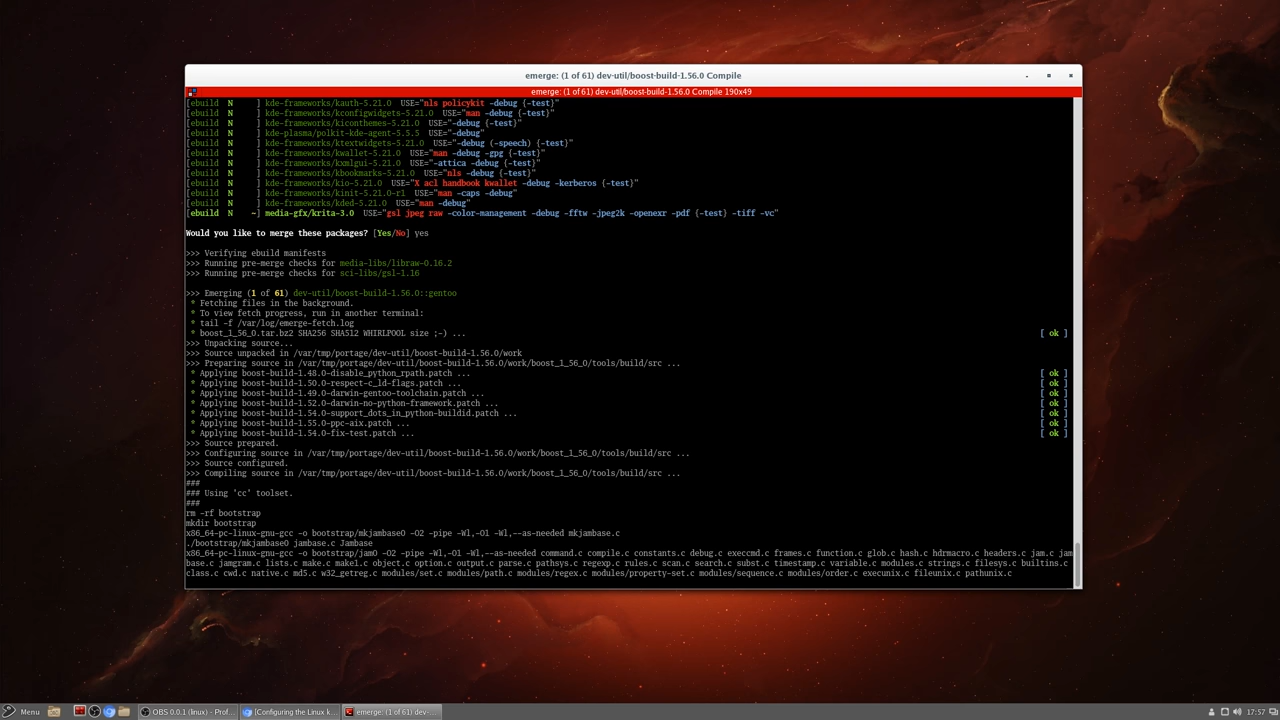 emerge: (1 of 61) dev-util/boost-build-1.56.0 Compile
emerge: (1 of 61) dev-util/boost-build-1.56.0 Compile 190x49
[ebuild  N     ] kde-frameworks/kauth-5.21.0  USE="nls policykit -debug {-test}"
[ebuild  N     ] kde-frameworks/kconfigwidgets-5.21.0  USE="man -debug {-test}"
[ebuild  N     ] kde-frameworks/kiconthemes-5.21.0  USE="-debug {-test}"
[ebuild  N     ] kde-plasma/polkit-kde-agent-5.5.5  USE="-debug"
[ebuild  N     ] kde-frameworks/ktextwidgets-5.21.0  USE="-debug (-speech) {-test}"
[ebuild  N     ] kde-frameworks/kwallet-5.21.0  USE="man -debug -gpg {-test}"
[ebuild  N     ] kde-frameworks/kxmlgui-5.21.0  USE="-attica -debug {-test}"
[ebuild  N     ] kde-frameworks/kbookmarks-5.21.0  USE="nls -debug {-test}"
[ebuild  N     ] kde-frameworks/kio-5.21.0  USE="X acl handbook kwallet -debug -kerberos {-test}"
[ebuild  N     ] kde-frameworks/kinit-5.21.0-r1  USE="man -caps -debug"
[ebuild  N     ] kde-frameworks/kded-5.21.0  USE="man -debug"
[ebuild  N    ~] media-gfx/krita-3.0  USE="gsl jpeg raw -color-management -debug -fftw -jpeg2k -openexr -pdf {-test} -tiff -vc"
Would you like to merge these packages? [Yes/No] yes
>>> Verifying ebuild manifests
>>> Running pre-merge checks for media-libs/libraw-0.16.2
>>> Running pre-merge checks for sci-libs/gsl-1.16
>>> Emerging (1 of 61) dev-util/boost-build-1.56.0::gentoo
* Fetching files in the background.
* To view fetch progress, run in another terminal:
* tail -f /var/log/emerge-fetch.log
* boost_1_56_0.tar.bz2 SHA256 SHA512 WHIRLPOOL size ;-) ... [ ok ]
>>> Unpacking source...
>>> Source unpacked in /var/tmp/portage/dev-util/boost-build-1.56.0/work
>>> Preparing source in /var/tmp/portage/dev-util/boost-build-1.56.0/work/boost_1_56_0/tools/build/src ...
* Applying boost-build-1.48.0-disable_python_rpath.patch ... [ ok ]
* Applying boost-build-1.50.0-respect-c_ld-flags.patch ... [ ok ]
* Applying boost-build-1.49.0-darwin-gentoo-toolchain.patch ... [ ok ]
* Applying boost-build-1.52.0-darwin-no-python-framework.patch ... [ ok ]
* Applying boost-build-1.54.0-support_dots_in_python-buildid.patch ... [ ok ]
* Applying boost-build-1.55.0-ppc-aix.patch ... [ ok ]
* Applying boost-build-1.54.0-fix-test.patch ... [ ok ]
>>> Source prepared.
>>> Configuring source in /var/tmp/portage/dev-util/boost-build-1.56.0/work/boost_1_56_0/tools/build/src ...
>>> Source configured.
>>> Compiling source in /var/tmp/portage/dev-util/boost-build-1.56.0/work/boost_1_56_0/tools/build/src ...
###
### Using 'cc' toolset.
###
rm -rf bootstrap
mkdir bootstrap
x86_64-pc-linux-gnu-gcc -o bootstrap/mkjambase0 -O2 -pipe -Wl,-O1 -Wl,--as-needed mkjambase.c
./bootstrap/mkjambase0 jambase.c Jambase
x86_64-pc-linux-gnu-gcc -o bootstrap/jam0 -O2 -pipe -Wl,-O1 -Wl,--as-needed command.c compile.c constants.c debug.c execcmd.c frames.c function.c glob.c hash.c hdrmacro.c headers.c jam.c jam
base.c jamgram.c lists.c make.c make1.c object.c option.c output.c parse.c pathsys.c regexp.c rules.c scan.c search.c subst.c timestamp.c variable.c modules.c strings.c filesys.c builtins.c
class.c cwd.c native.c md5.c w32_getreg.c modules/set.c modules/path.c modules/regex.c modules/property-set.c modules/sequence.c modules/order.c execunix.c fileunix.c pathunix.c
Menu
OBS 0.0.1 (linux) - Prof...
[Configuring the Linux k...
emerge: (1 of 61) dev-...
17:57